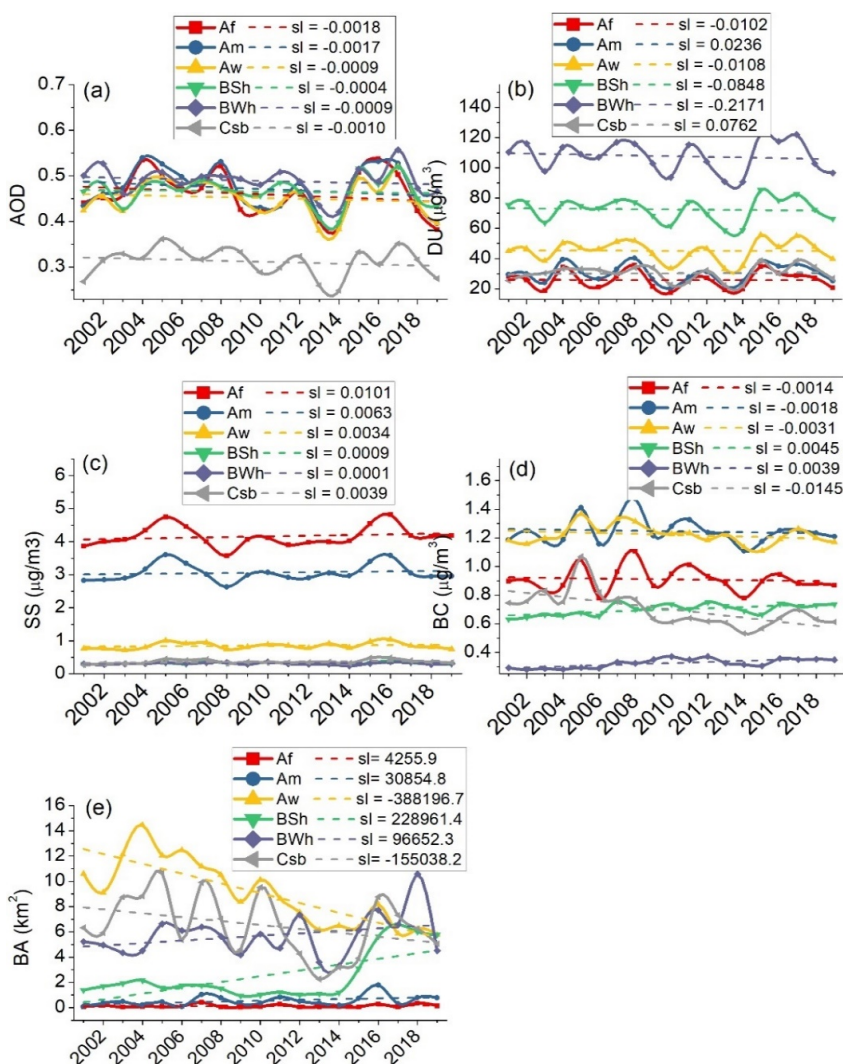 Af sl = -0.0018
Am sl = -0.0017
Aw sl = -0.0009
BSh sl = -0.0004
BWh sl = -0.0009
Csb sl = -0.0010
(a)
AOD
0.7
0.6
0.5
0.4
0.3
2002 2004 2006 2008 2010 2012 2014 2016 2018
Af sl = -0.0102
Am sl = 0.0236
Aw sl = -0.0108
BSh sl = -0.0848
BWh sl = -0.2171
Csb sl = 0.0762
(b)
DU (μg/m³)
180
160
140
120
100
80
60
40
20
2002 2004 2006 2008 2010 2012 2014 2016 2018
Af sl = 0.0101
Am sl = 0.0063
Aw sl = 0.0034
BSh sl = 0.0009
BWh sl = 0.0001
Csb sl = 0.0039
(c)
SS (μg/m3)
6
5
4
3
2
1
0
2002 2004 2006 2008 2010 2012 2014 2016 2018
Af sl = -0.0014
Am sl = -0.0018
Aw sl = -0.0031
BSh sl = 0.0045
BWh sl = 0.0039
Csb sl = -0.0145
(d)
BC (μg/m³)
1.6
1.4
1.2
1.0
0.8
0.6
0.4
2002 2004 2006 2008 2010 2012 2014 2016 2018
Af sl= 4255.9
Am sl= 30854.8
Aw sl= -388196.7
BSh sl= 228961.4
BWh sl= 96652.3
Csb sl= -155038.2
(e)
BA (km²)
16
14
12
10
8
6
4
2
0
2002 2004 2006 2008 2010 2012 2014 2016 2018